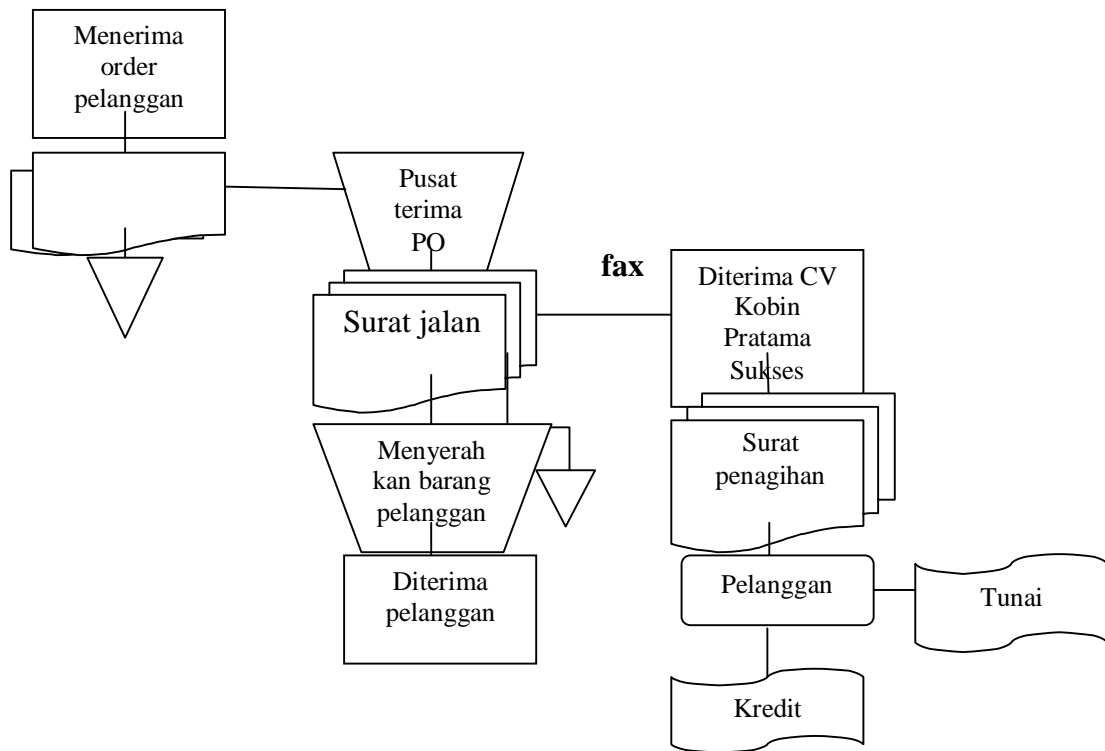 Menerima
order
pelanggan
Pusat
terima
PO
fax
Surat jalan
Diterima CV
Kobin
Pratama
Sukses
Menyerah
kan barang
pelanggan
Surat
penagihan
Diterima
pelanggan
Pelanggan
Tunai
Kredit